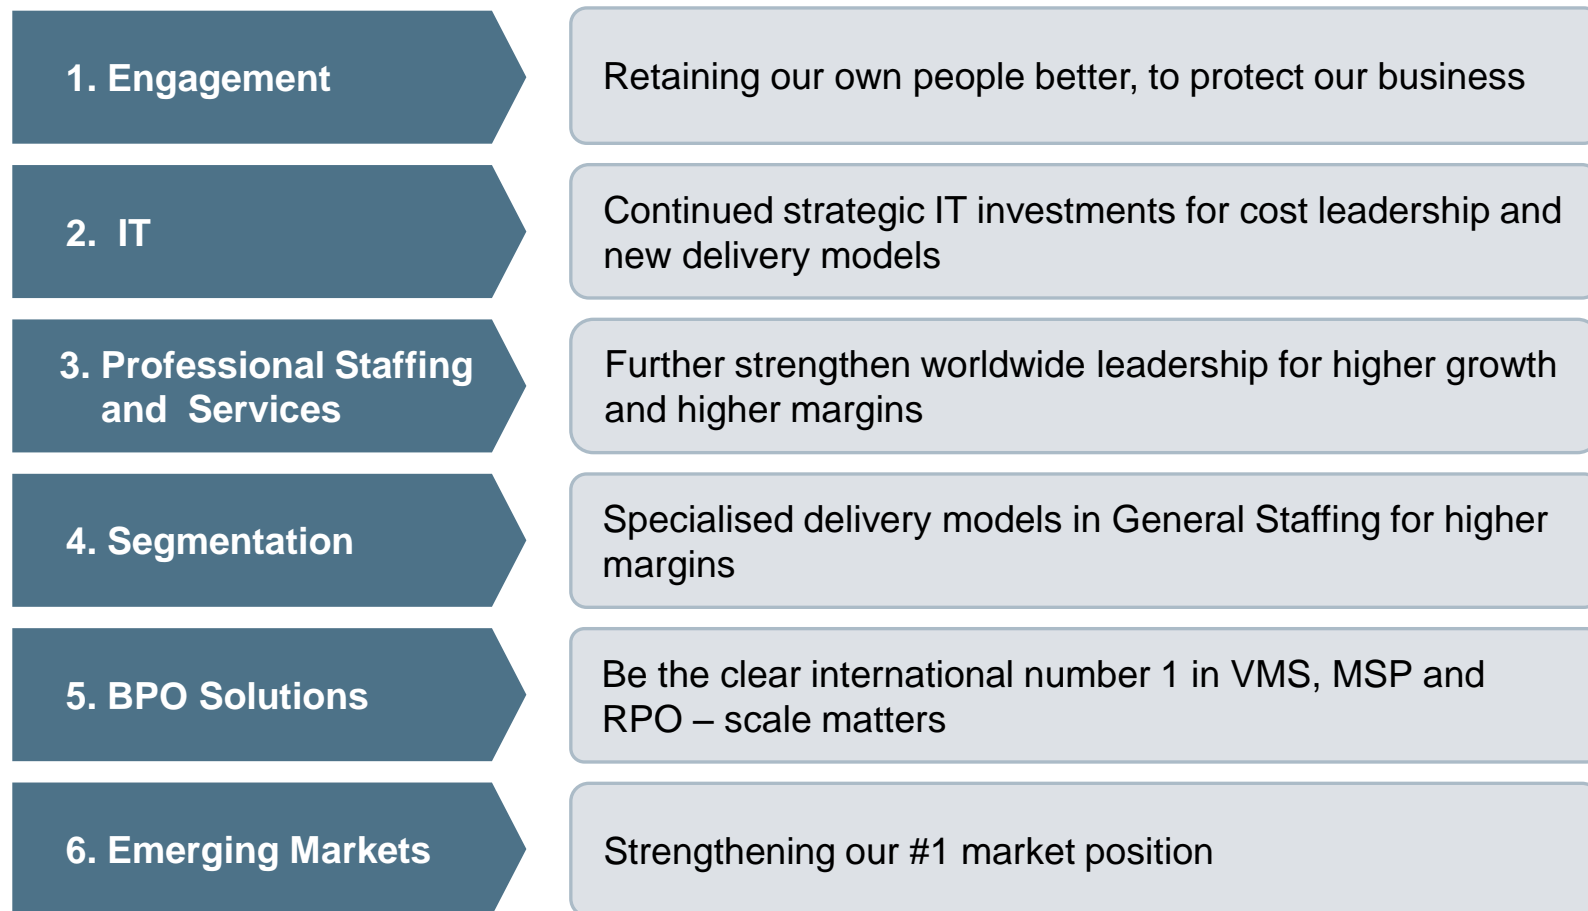 1. Engagement
Retaining our own people better, to protect our business
2. IT
Continued strategic IT investments for cost leadership and
new delivery models
3. Professional Staffing
and Services
Further strengthen worldwide leadership for higher growth
and higher margins
4. Segmentation
Specialised delivery models in General Staffing for higher
margins
5. BPO Solutions
Be the clear international number 1 in VMS, MSP and
RPO – scale matters
6. Emerging Markets
Strengthening our #1 market position